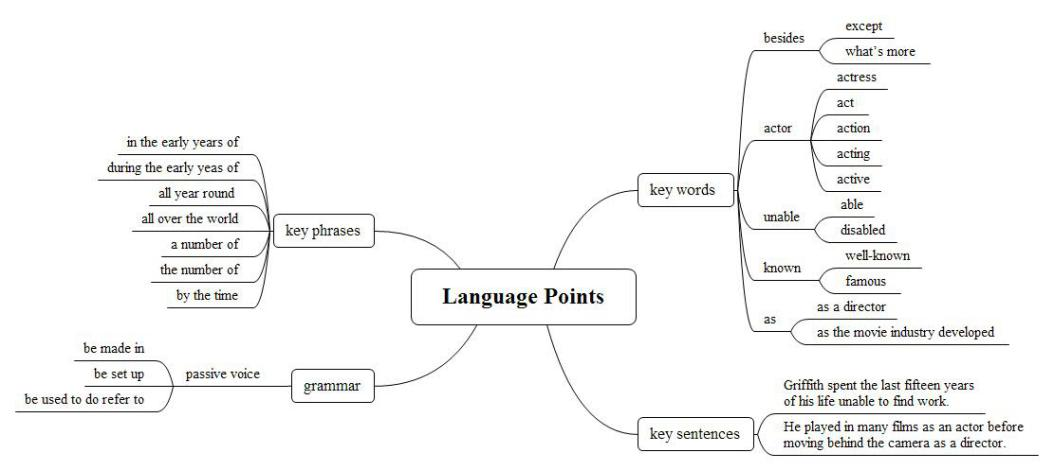 Language Points
key words
besides
except
what's more
actor
actress
act
action
acting
active
unable
able
disabled
known
well-known
famous
as
as a director
as the movie industry developed
key sentences
Griffith spent the last fifteen years
of his life unable to find work.
He played in many films as an actor before
moving behind the camera as a director.
key phrases
in the early years of
during the early yeas of
all year round
all over the world
a number of
the number of
by the time
grammar
passive voice
be made in
be set up
be used to do refer to